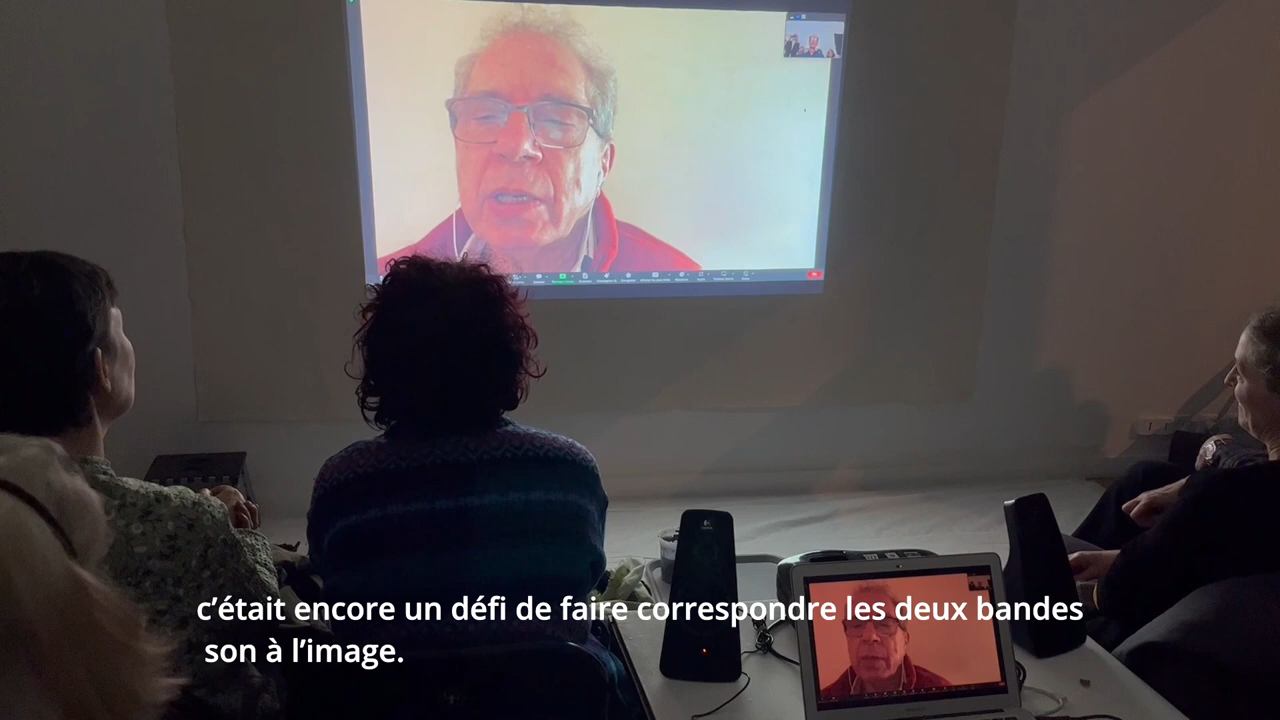 c’était encore un défi de faire correspondre les deux bandes
son à l’image.